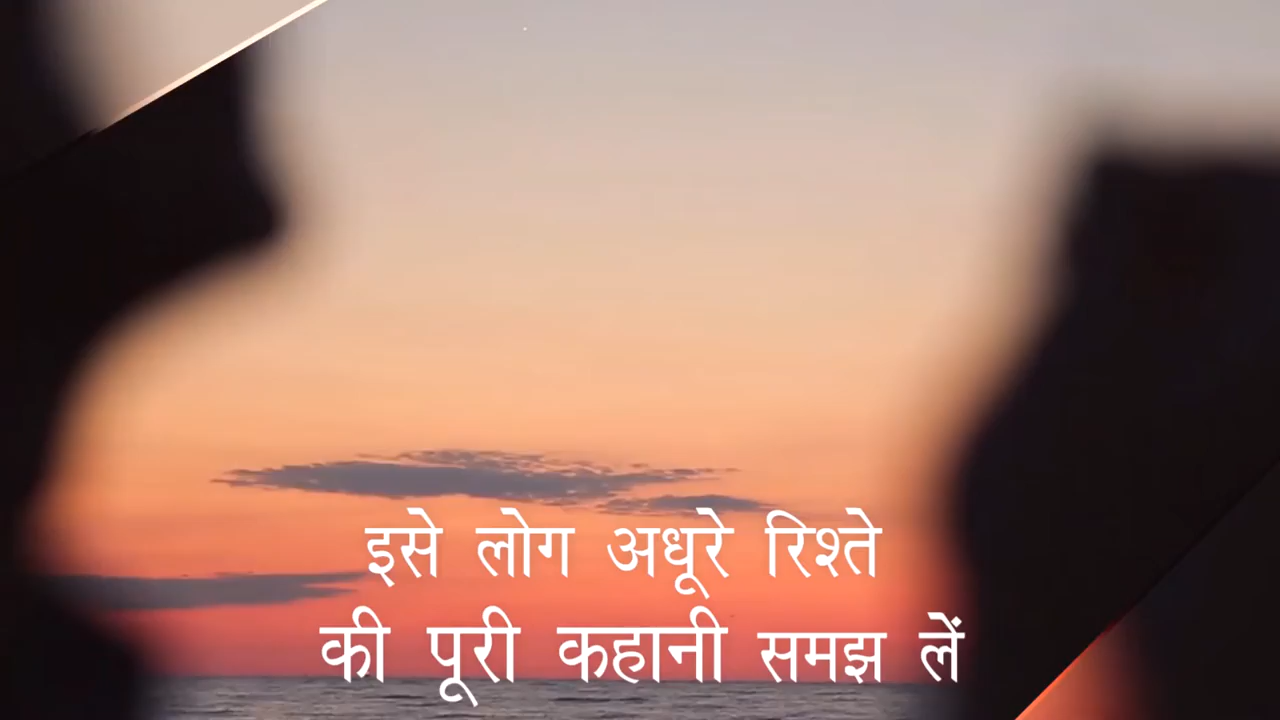 इसे लोग अधूरे रिश्ते
की पूरी कहानी समझ लें